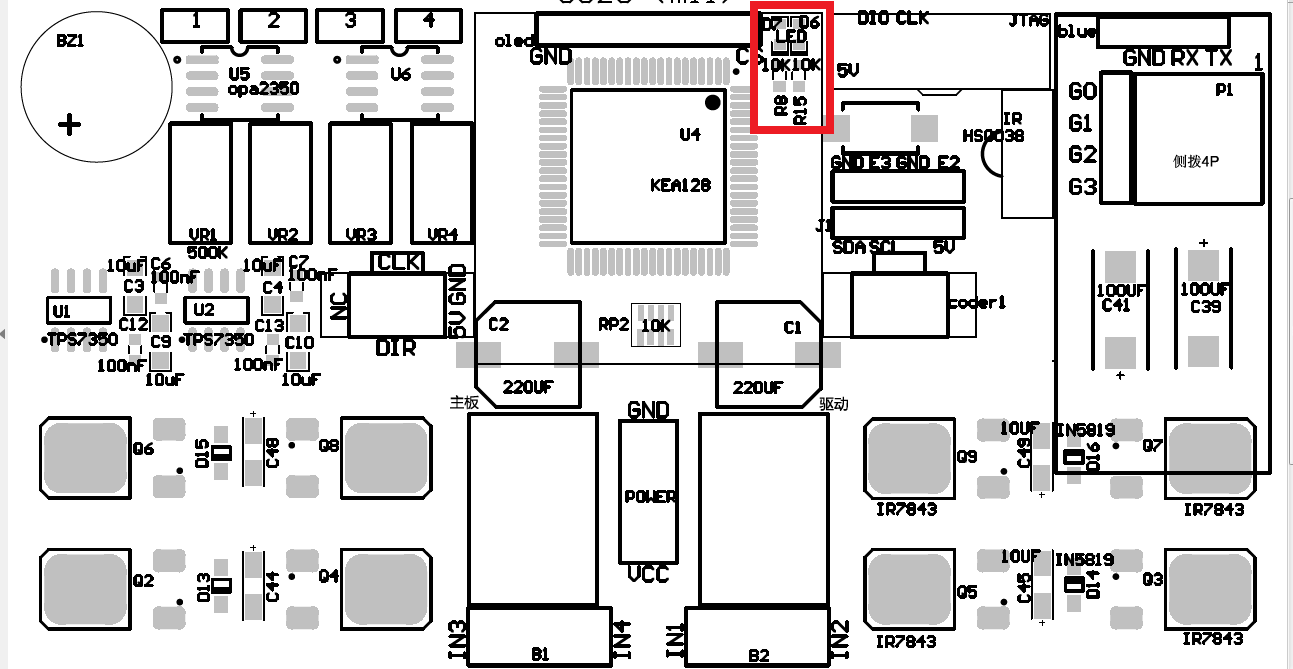 1 2 3 4
BZ1
U5
opa2350
U6
VR1
500K
VR2
VR3
VR4
oled
GND
U4
KEA128
D7 D6
LED
10K 10K
R8
R15
DIO CLK
JTAG
5V
IR
HS0038
GND E3 GND E2
J1
SDA SCL 5V
blue
GND RX TX
1
G0
G1
G2
G3
P1
侧拨4P
10uF C6
100nF
C3
U1
TPS7350
C12
C9
100nF
10uF
10uF C7
100nF
C4
U2
TPS7350
C13
C10
100nF
10uF
CLK
NC
5V GND
DIR
C2
220UF
RP2
10K
C1
220UF
coder1
100UF
C41
100UF
C39
主板
驱动
GND
POWER
VCC
Q6
D15
C48
Q8
Q9
IR7843
10UF
C49
IN5819
D16
Q7
IR7843
Q2
D13
C44
Q4
Q5
IR7843
10UF
C45
IN5819
D14
Q3
IR7843
IN3
B1
IN4
IN1
B2
IN2